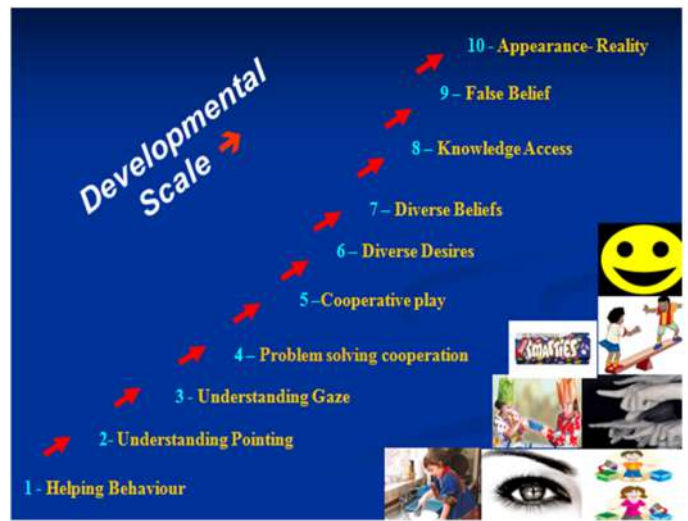 10 - Appearance- Reality
9 – False Belief
8 – Knowledge Access
7 – Diverse Beliefs
6 – Diverse Desires
5 –Cooperative play
4 – Problem solving cooperation
3 - Understanding Gaze
2- Understanding Pointing
1 - Helping Behaviour
Developmental
Scale
SMARTIES